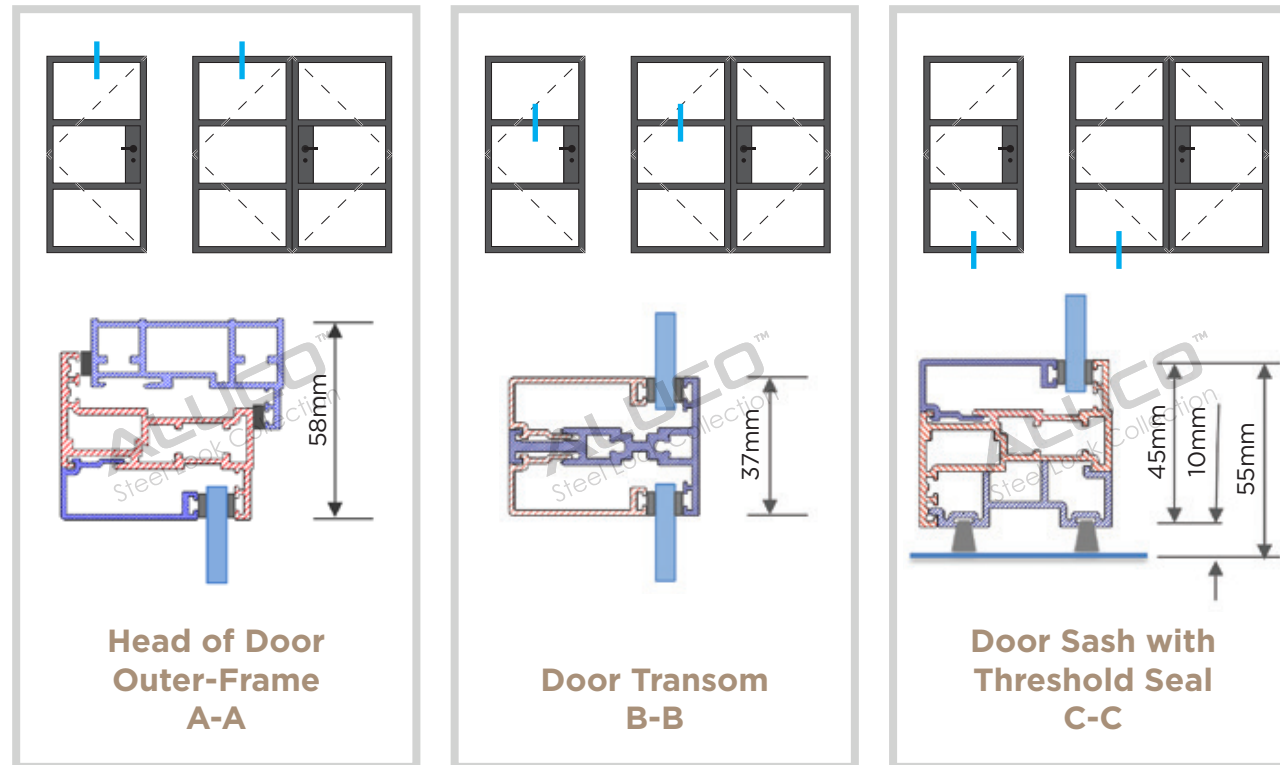 ALUCO™
Steel Look Collection
58mm
Head of Door
Outer-Frame
A-A
ALUCO™
Steel Look Collection
37mm
Door Transom
B-B
ALUCO™
Steel Look Collection
45mm
10mm
55mm
Door Sash with
Threshold Seal
C-C